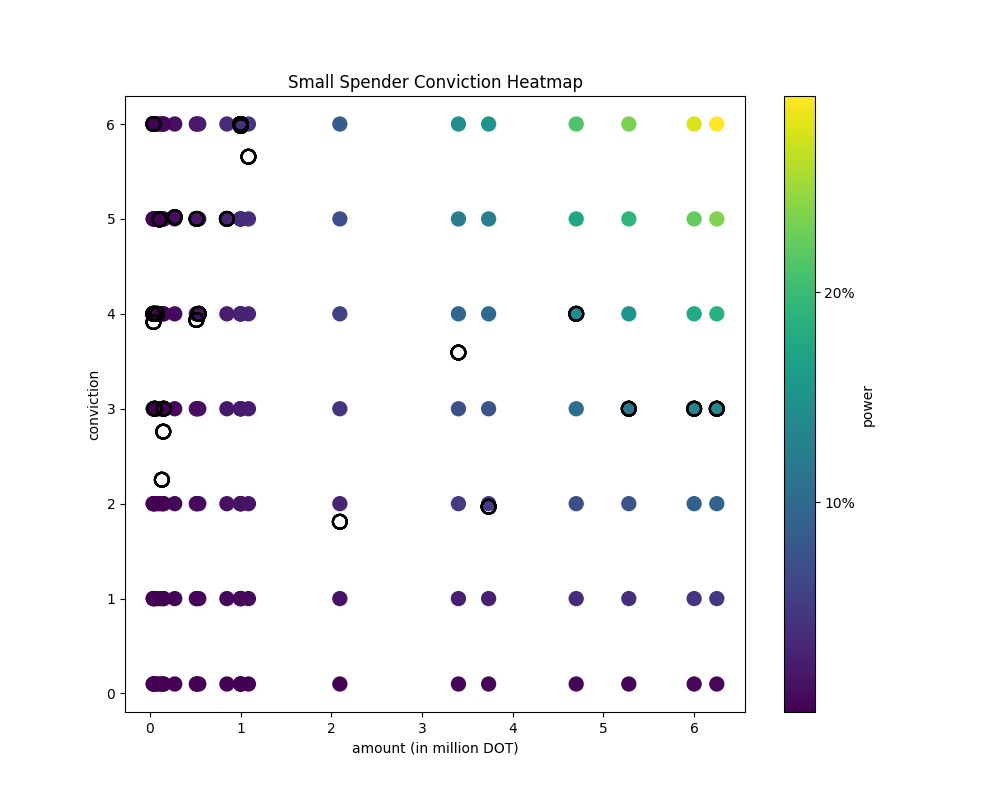 Small Spender Conviction Heatmap
6
5
4
3
2
1
0
conviction
0 1 2 3 4 5 6
amount (in million DOT)
20%
10%
power